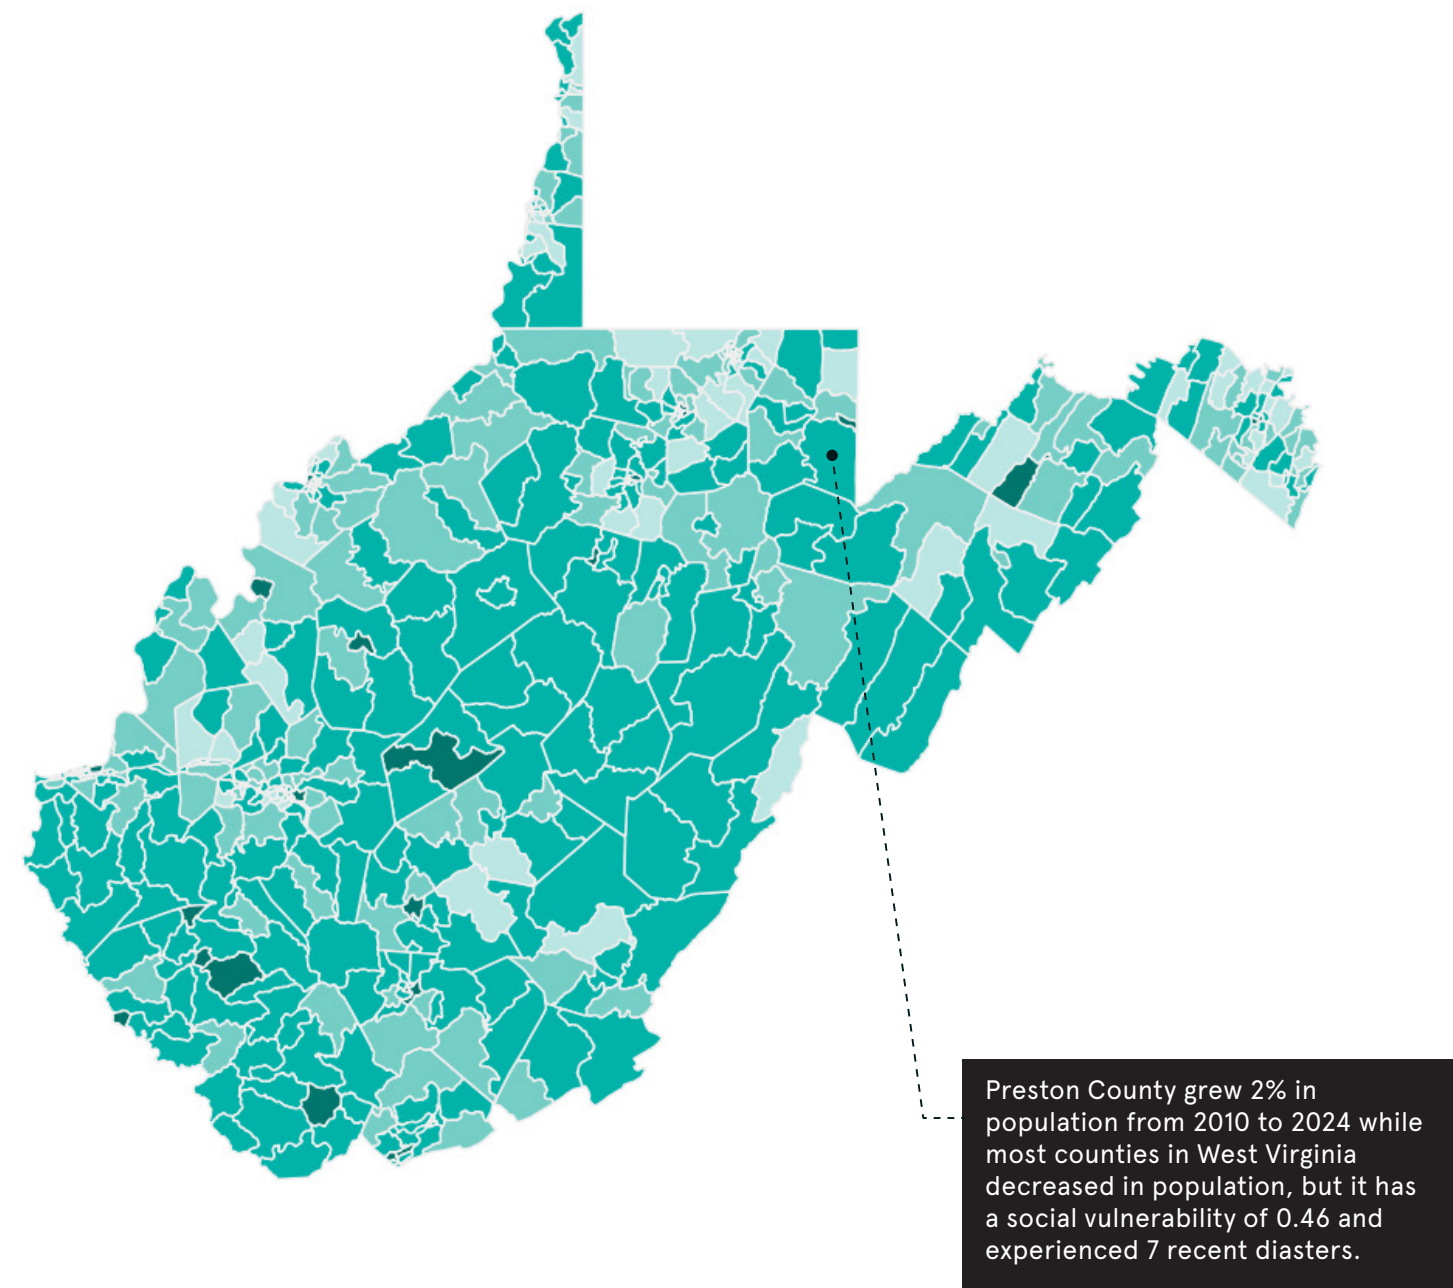 Preston County grew 2% in
population from 2010 to 2024 while
most counties in West Virginia
decreased in population, but it has
a social vulnerability of 0.46 and
experienced 7 recent diasters.